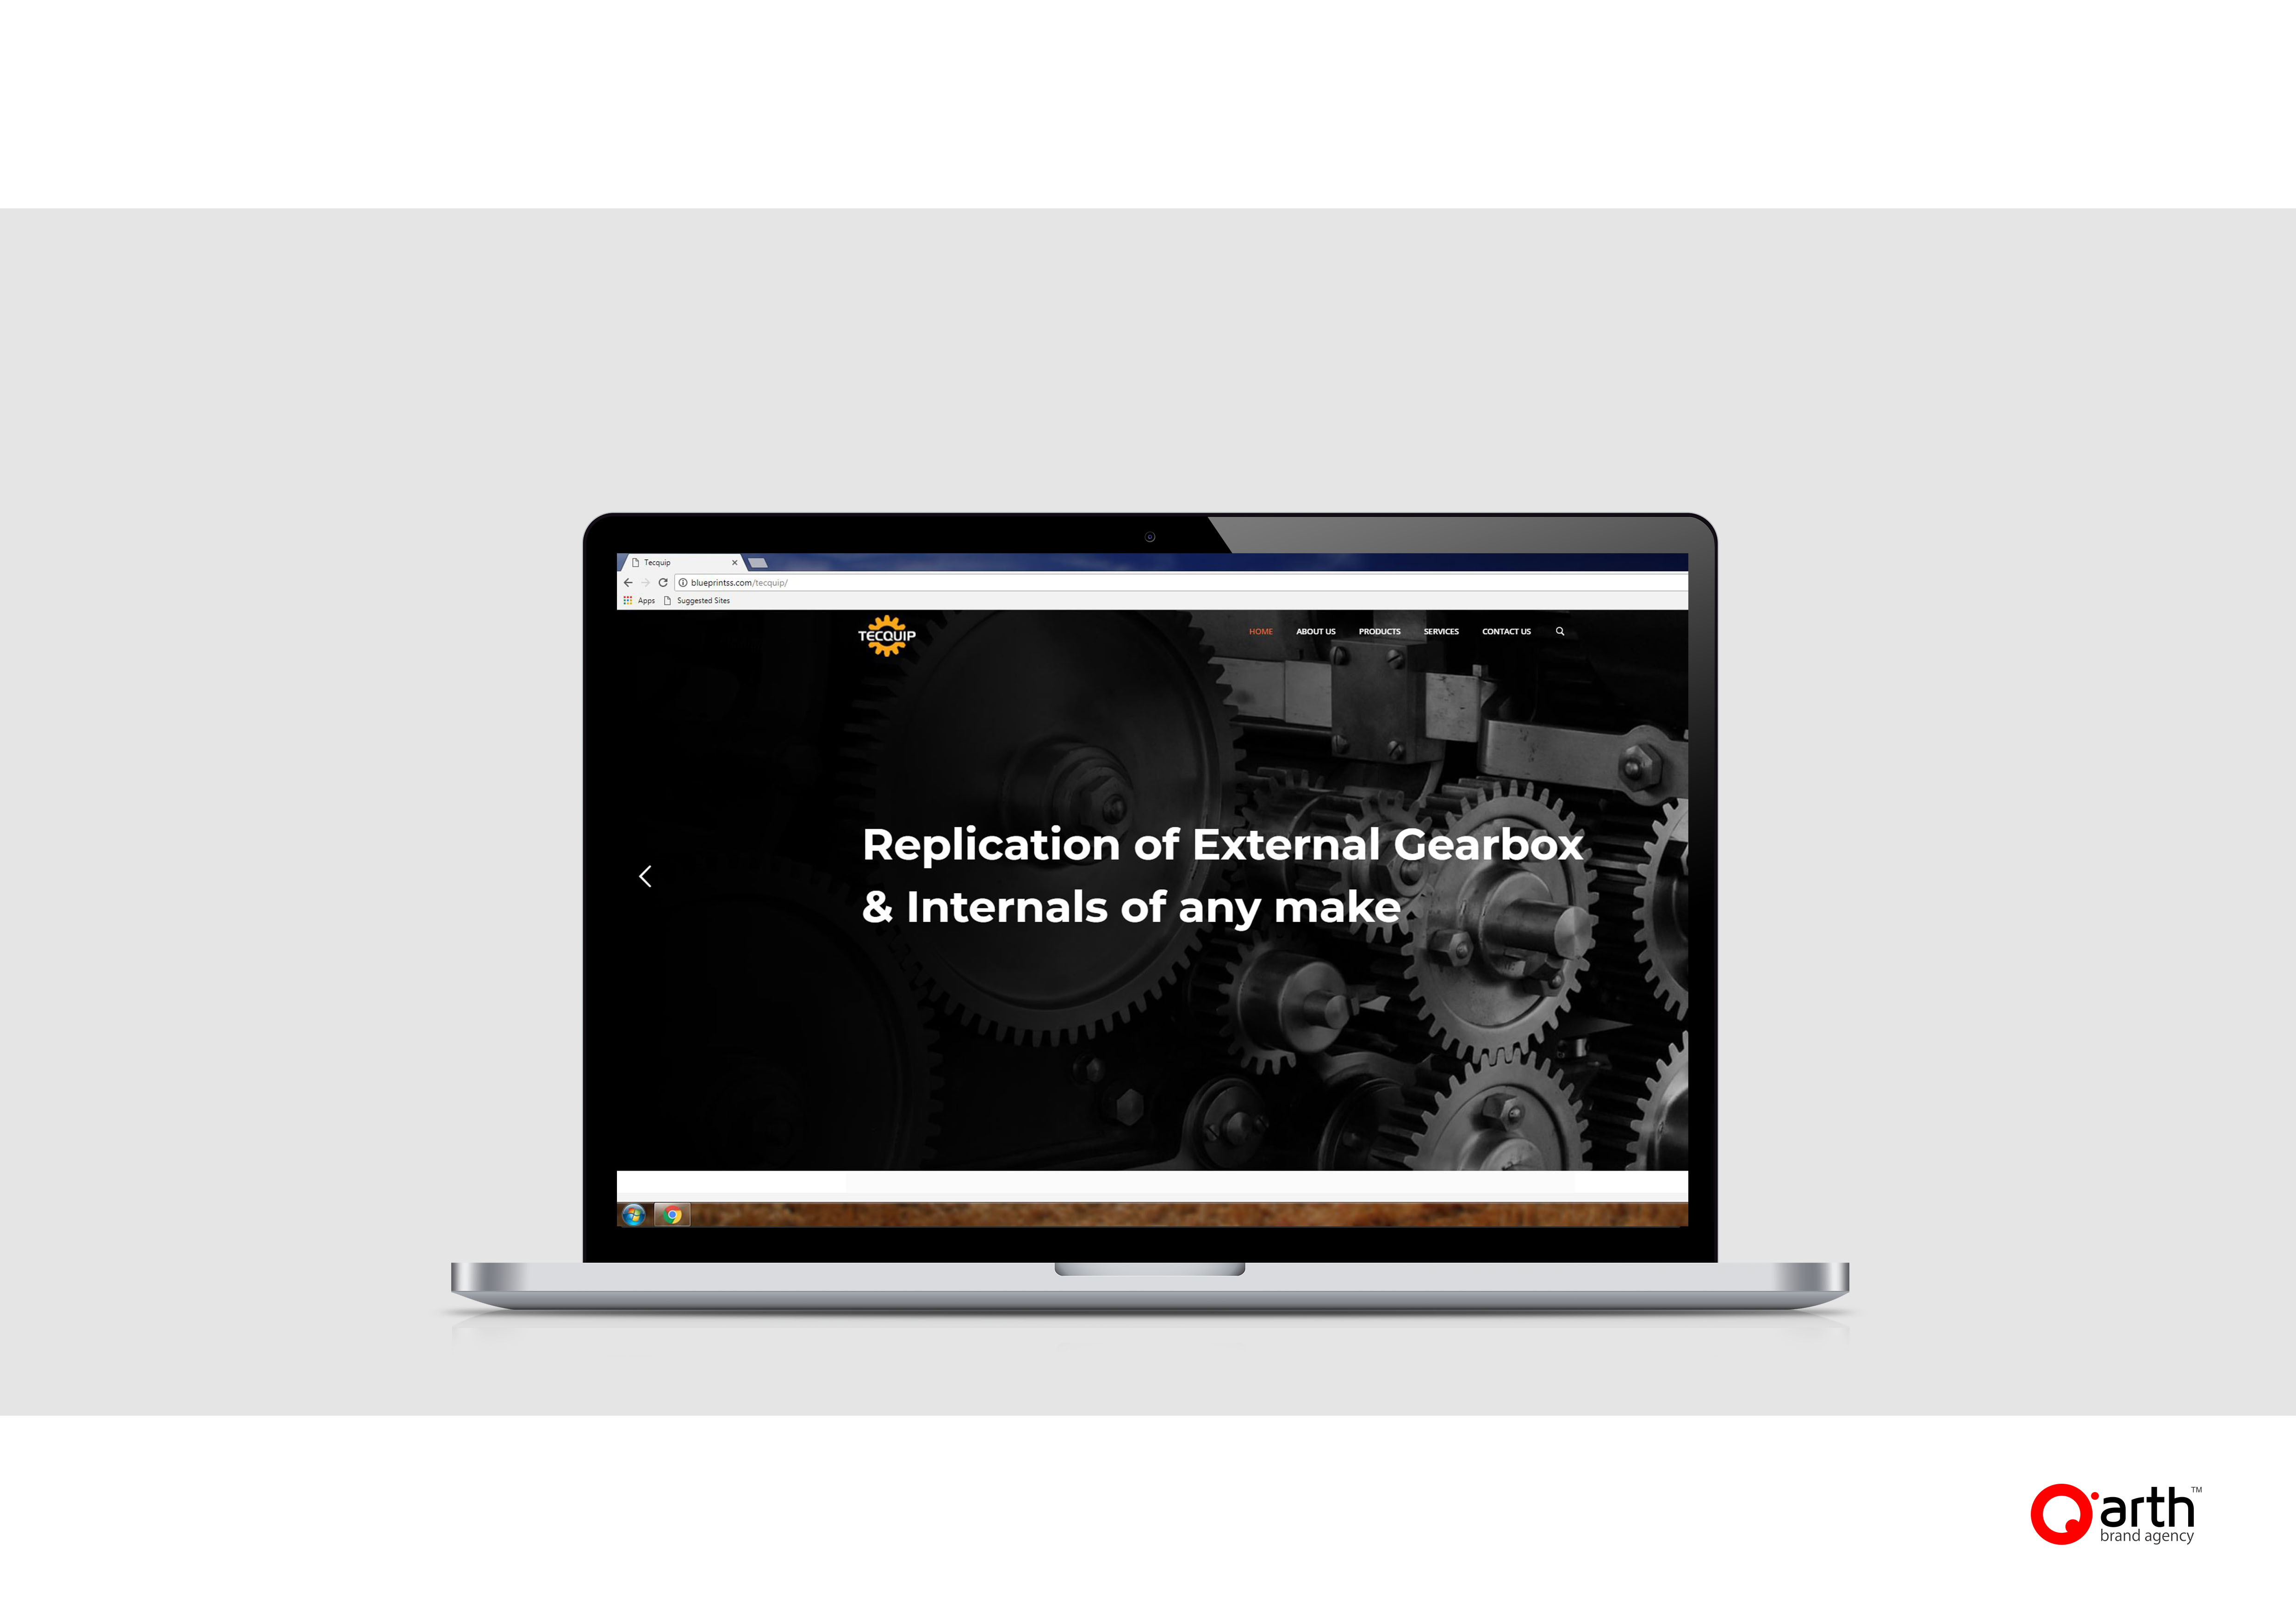 Tecquip
blueprintss.com/tecquip/
Apps Suggested Sites
TECQUIP
HOME ABOUT US PRODUCTS SERVICES CONTACT US
Replication of External Gearbox
& Internals of any make
arth™
brand agency